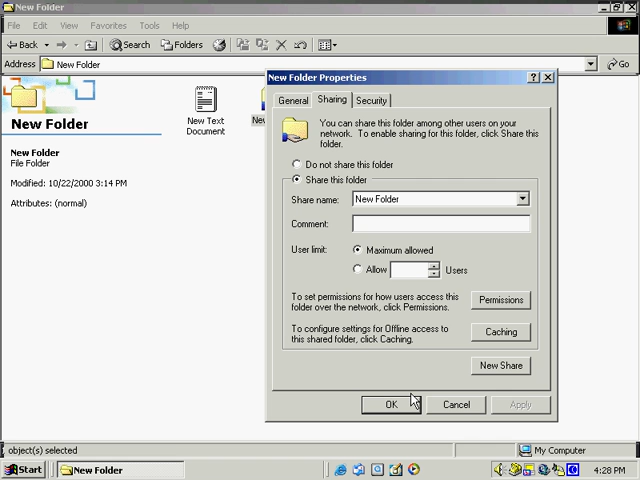 New Folder
File Edit View Favorites Tools Help
Back Search Folders
Address New Folder Go
New Folder
New Folder
File Folder
Modified: 10/22/2000 3:14 PM
Attributes: (normal)
New Text
Document
New Folder Properties
General Sharing Security
You can share this folder among other users on your
network. To enable sharing for this folder, click Share this
folder.
Do not share this folder
Share this folder
Share name: New Folder
Comment:
User limit: Maximum allowed
Allow Users
To set permissions for how users access this
folder over the network, click Permissions.
Permissions
To configure settings for Offline access to
this shared folder, click Caching.
Caching
New Share
OK Cancel Apply
object(s) selected My Computer
Start New Folder 4:28 PM